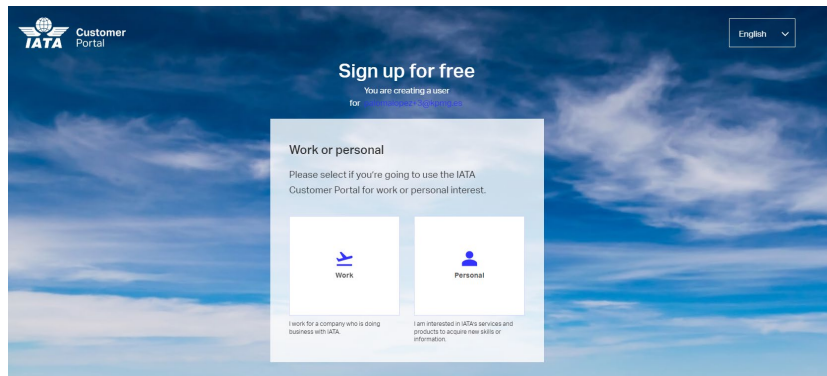 IATA
Customer
Portal
English
Sign up for free
You are creating a user
for
Work or personal
Please select if you're going to use the IATA
Customer Portal for work or personal interest.
Work
Personal
I work for a company who is doing
business with IATA.
I am interested in IATA's services and
products to acquire new skills or
information.